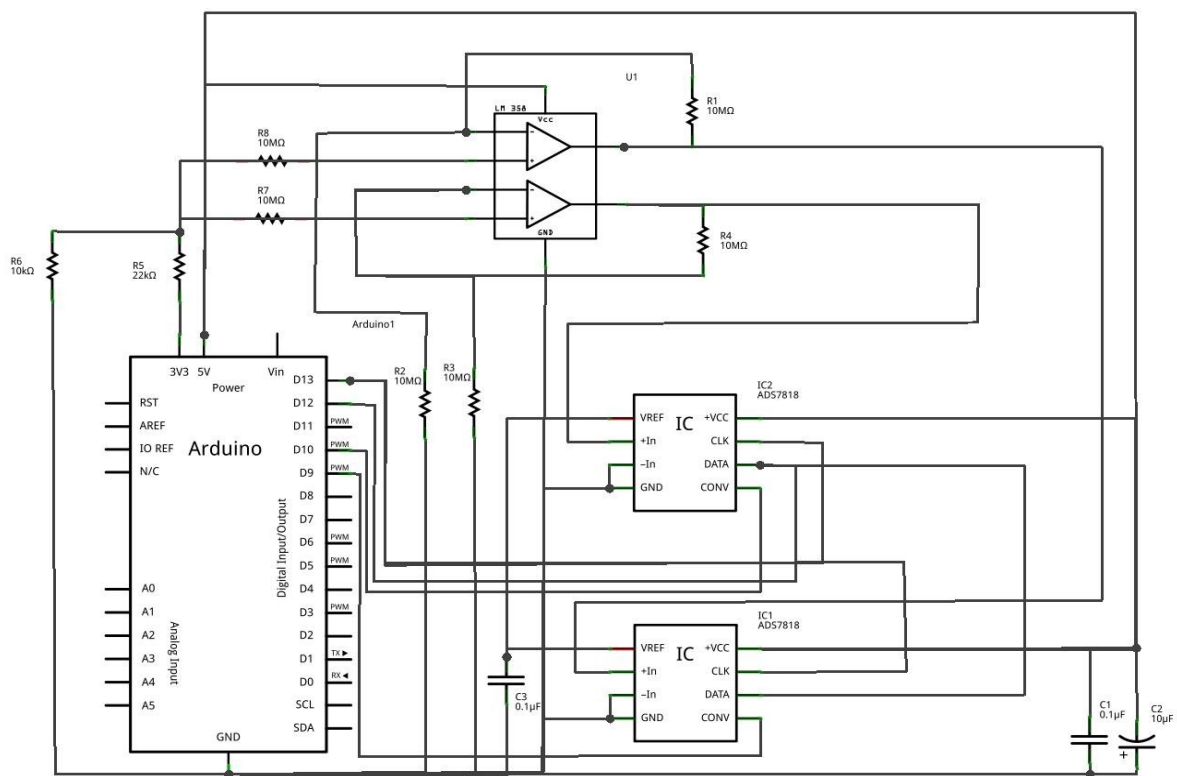 U1
LM 358
Vcc
-
+
-
+
GND
R1
10MΩ
R8
10MΩ
R7
10MΩ
R4
10MΩ
R6
10kΩ
R5
22kΩ
Arduino1
R2
10MΩ
R3
10MΩ
3V3 5V Vin
Power
Arduino
RST
AREF
IO REF
N/C
A0
A1
A2
A3
A4
A5
Analog Input
Digital Input/Output
D13
D12
D11 PWM
D10 PWM
D9 PWM
D8
D7
D6 PWM
D5 PWM
D4
D3 PWM
D2
D1 TX ▶
D0 RX ◀
SCL
SDA
GND
IC2
ADS7818
IC
VREF +VCC
+In CLK
–In DATA
GND CONV
IC1
ADS7818
IC
VREF +VCC
+In CLK
–In DATA
GND CONV
C3
0.1µF
C1
0.1µF
C2
10µF
+